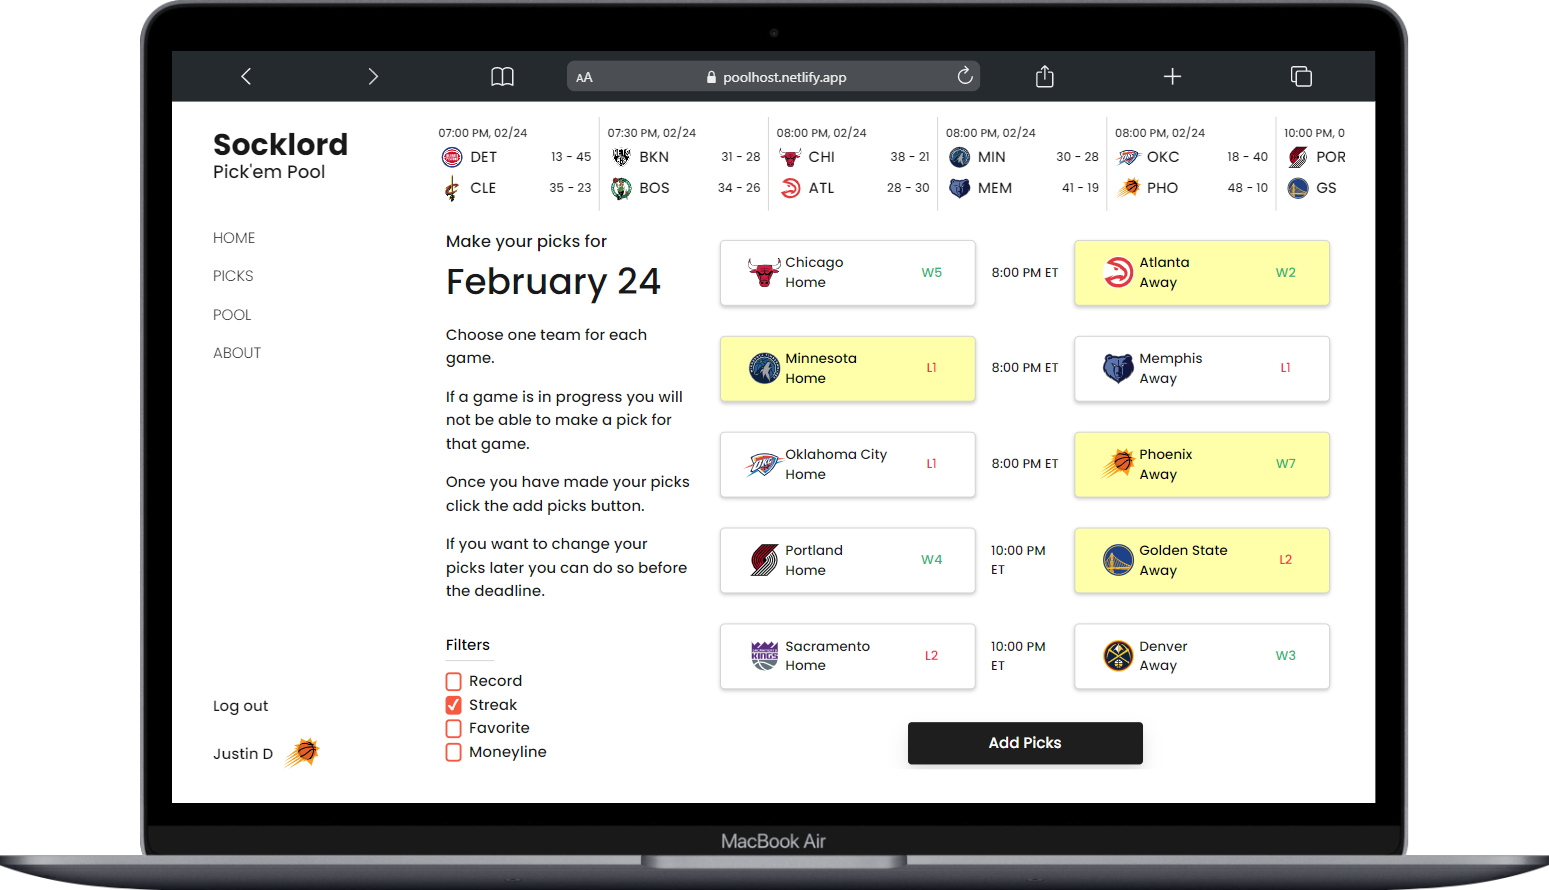 AA
poolhost.netlify.app
Socklord
Pick'em Pool
HOME
PICKS
POOL
ABOUT
Log out
Justin D
07:00 PM, 02/24
DET 13 - 45
CLE 35 - 23
07:30 PM, 02/24
BKN 31 - 28
BOS 34 - 26
08:00 PM, 02/24
CHI 38 - 21
ATL 28 - 30
08:00 PM, 02/24
MIN 30 - 28
MEM 41 - 19
08:00 PM, 02/24
OKC 18 - 40
PHO 48 - 10
10:00 PM, 0
POR
GS
Make your picks for
February 24
Choose one team for each
game.
If a game is in progress you will
not be able to make a pick for
that game.
Once you have made your picks
click the add picks button.
If you want to change your
picks later you can do so before
the deadline.
Filters
Record
Streak
Favorite
Moneyline
Chicago
Home
W5
8:00 PM ET
Atlanta
Away
W2
Minnesota
Home
L1
8:00 PM ET
Memphis
Away
L1
Oklahoma City
Home
L1
8:00 PM ET
Phoenix
Away
W7
Portland
Home
W4
10:00 PM
ET
Golden State
Away
L2
Sacramento
Home
L2
10:00 PM
ET
Denver
Away
W3
Add Picks
MacBook Air